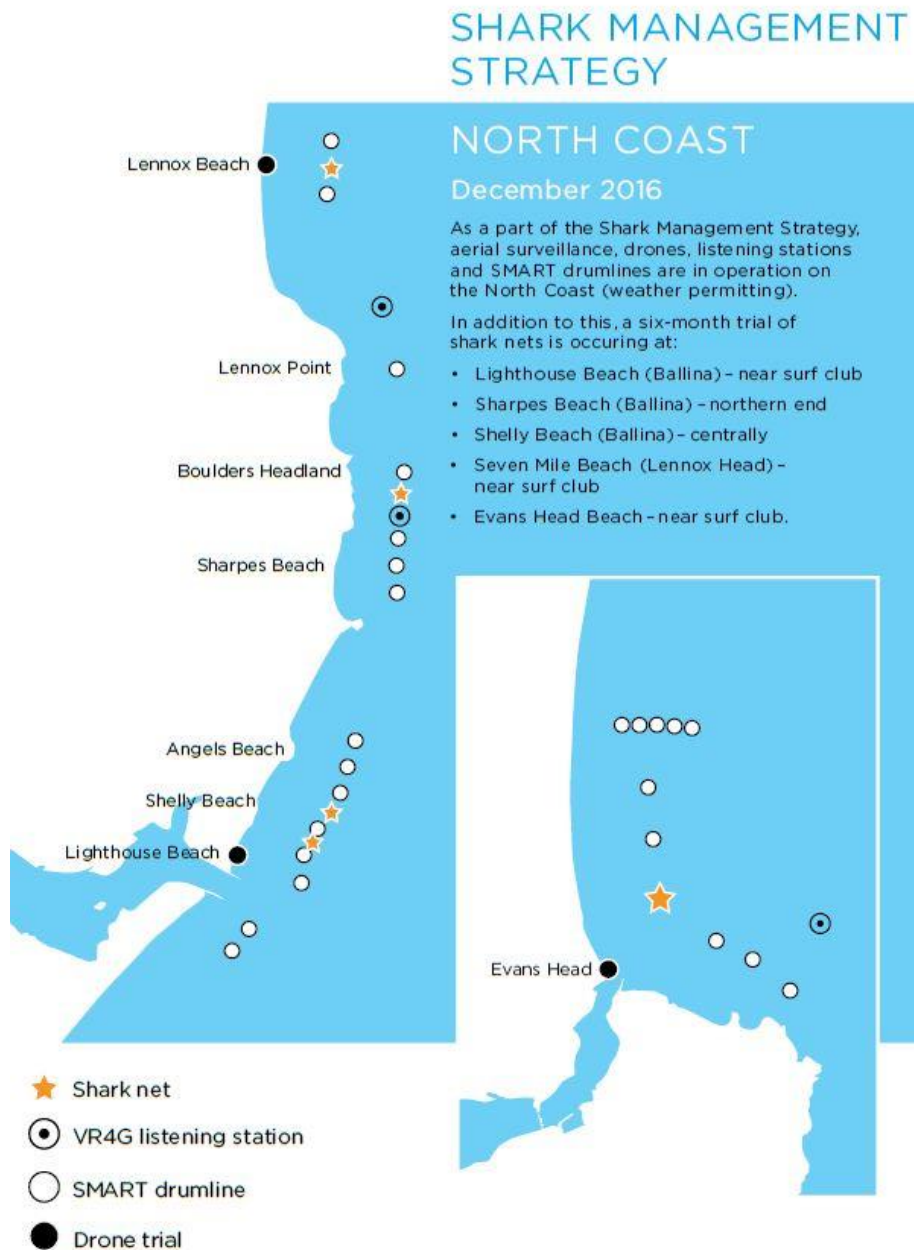 SHARK MANAGEMENT
STRATEGY
NORTH COAST
December 2016
As a part of the Shark Management Strategy,
aerial surveillance, drones, listening stations
and SMART drumlines are in operation on
the North Coast (weather permitting).
In addition to this, a six-month trial of
shark nets is occuring at:
• Lighthouse Beach (Ballina) – near surf club
• Sharpes Beach (Ballina) – northern end
• Shelly Beach (Ballina) – centrally
• Seven Mile Beach (Lennox Head) –
near surf club
• Evans Head Beach – near surf club.
Lennox Beach
Lennox Point
Boulders Headland
Sharpes Beach
Angels Beach
Shelly Beach
Lighthouse Beach
Evans Head
Shark net
VR4G listening station
SMART drumline
Drone trial